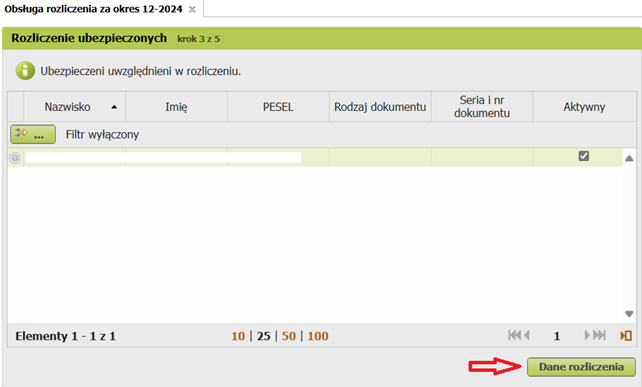 Obsługa rozliczenia za okres 12-2024
Rozliczenie ubezpieczonych krok 3 z 5
Ubezpieczeni uwzględnieni w rozliczeniu.
Nazwisko Imię PESEL Rodzaj dokumentu Seria i nr dokumentu Aktywny
... Filtr wyłączony
Elementy 1 - 1 z 1 10 | 25 | 50 | 100 1
Dane rozliczenia